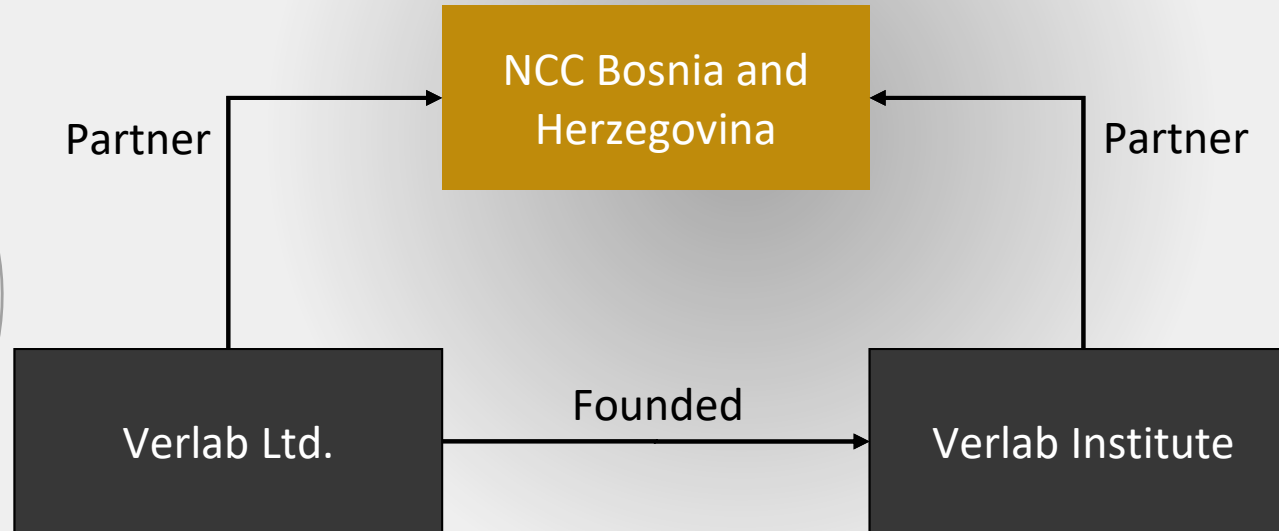 NCC Bosnia and
Herzegovina
Partner
Partner
Founded
Verlab Ltd.
Verlab Institute